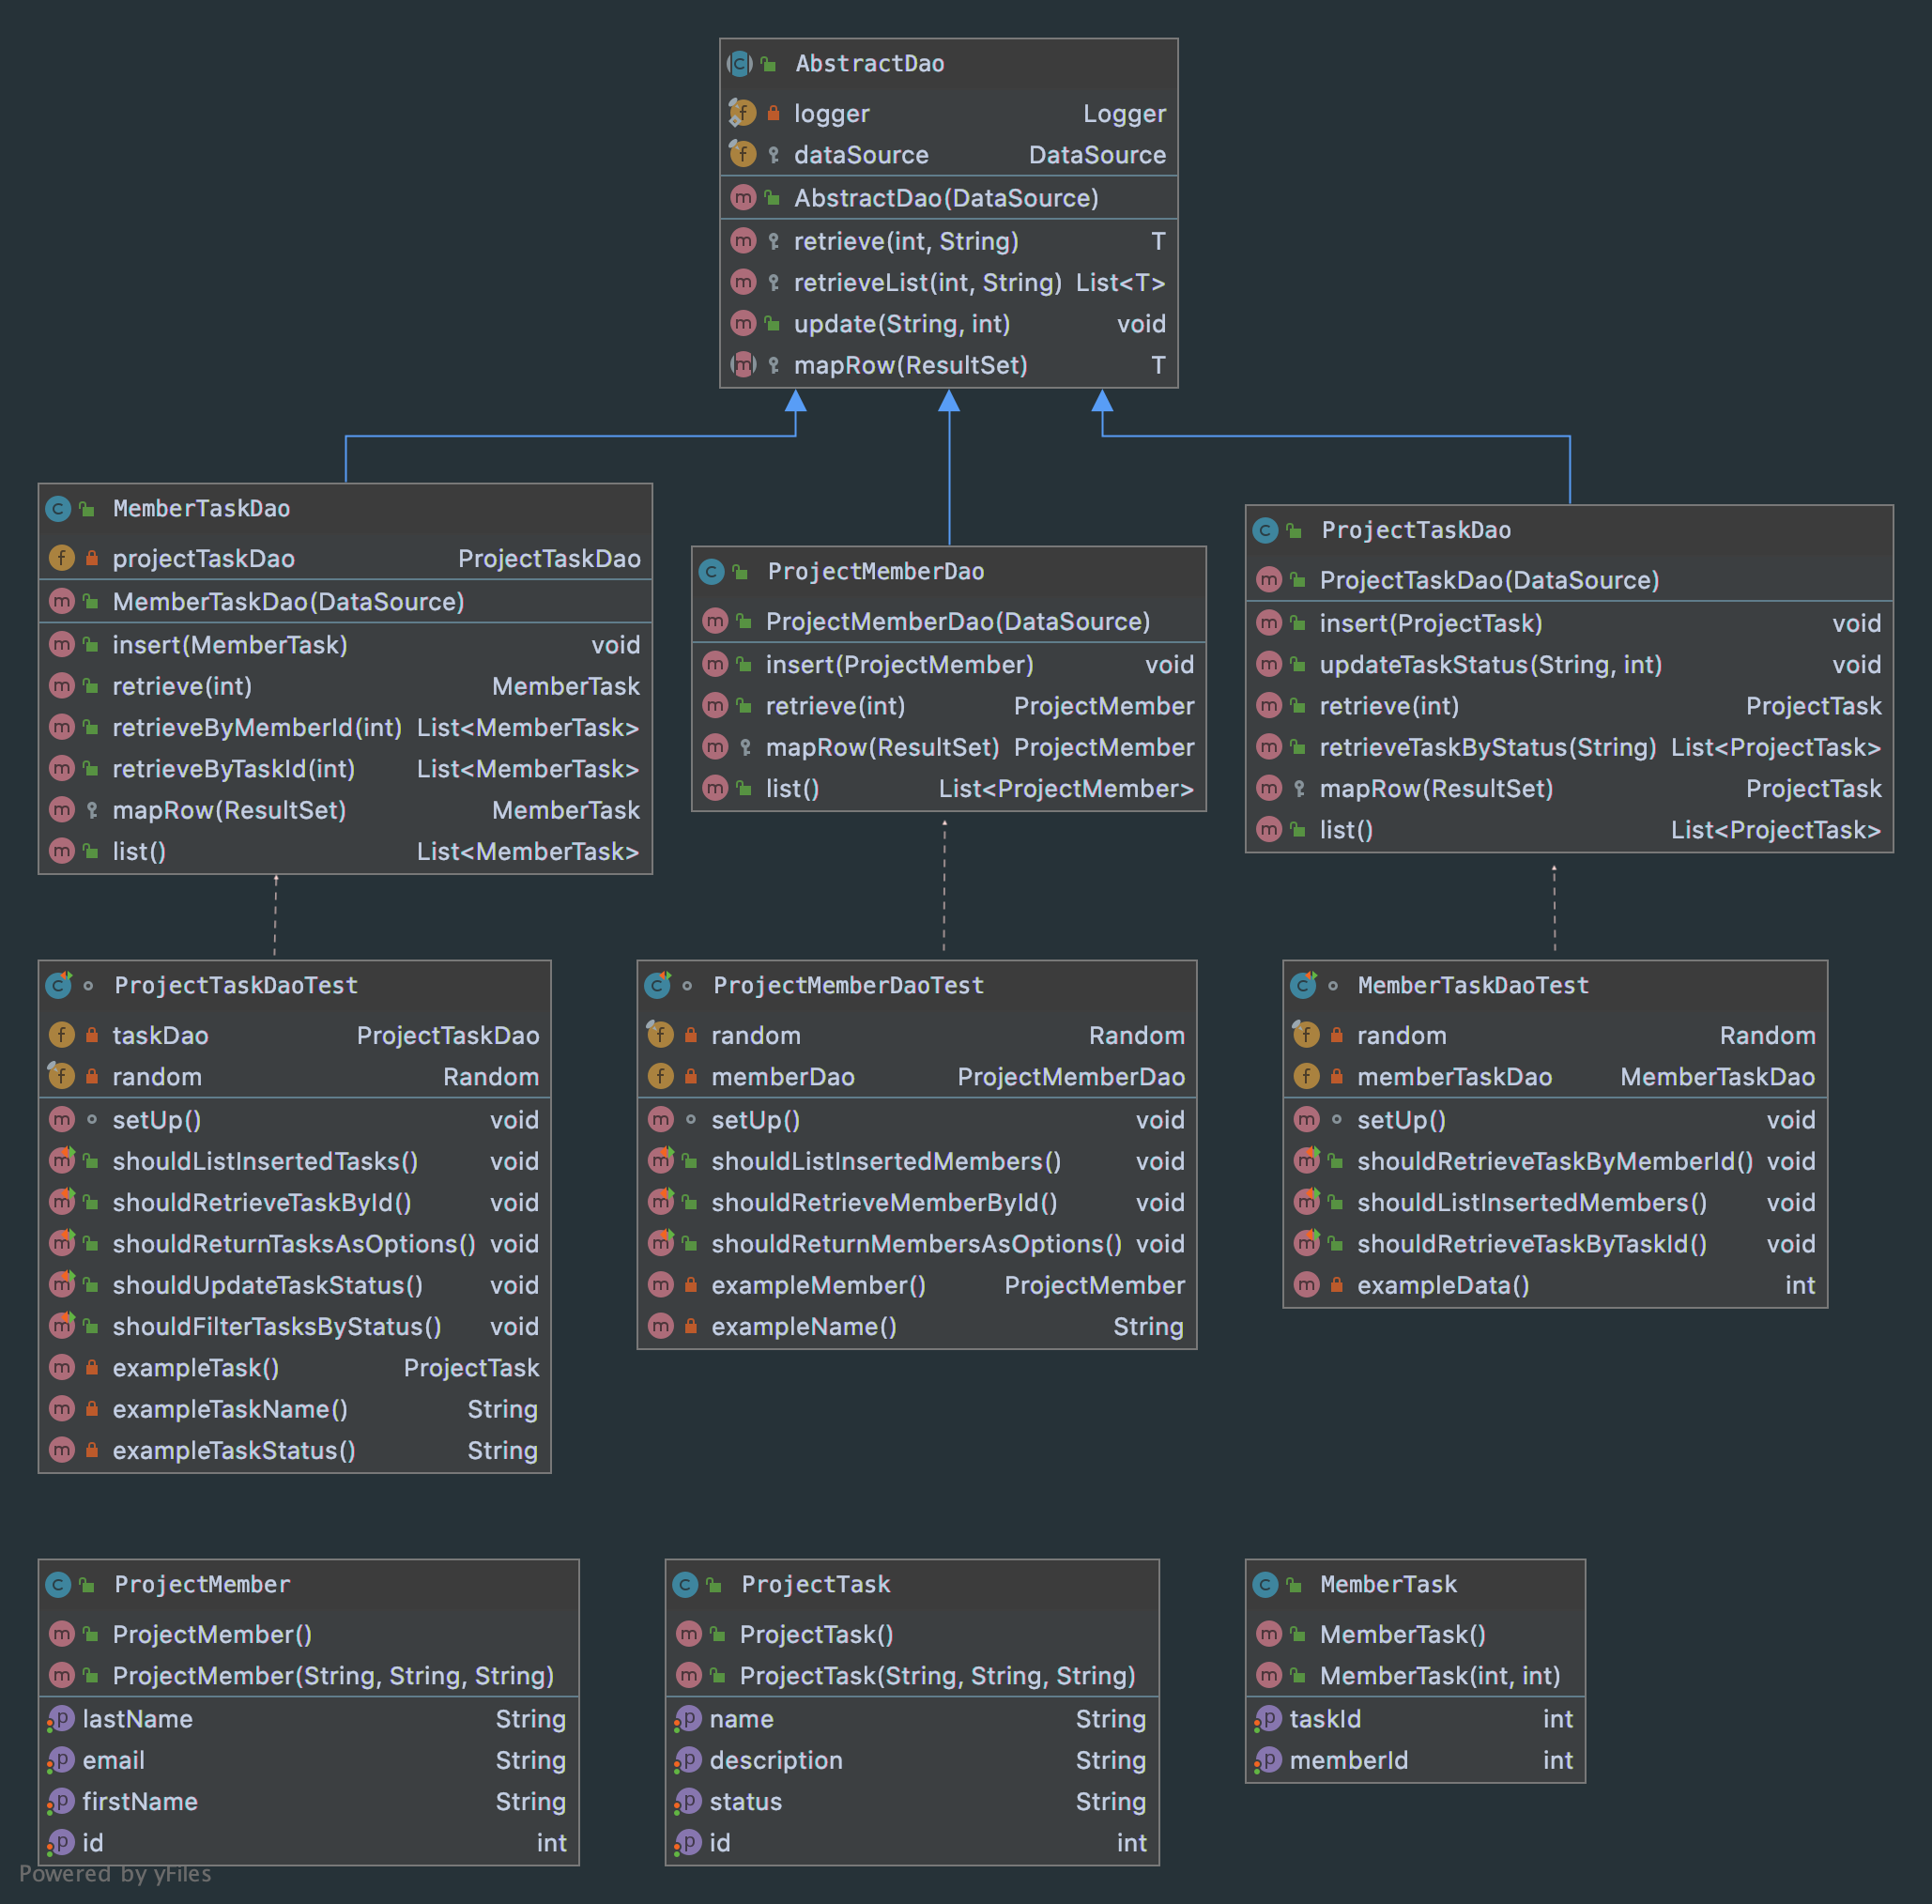 AbstractDao
logger Logger
dataSource DataSource
AbstractDao(DataSource)
retrieve(int, String) T
retrieveList(int, String) List<T>
update(String, int) void
mapRow(ResultSet) T
MemberTaskDao
projectTaskDao ProjectTaskDao
MemberTaskDao(DataSource)
insert(MemberTask) void
retrieve(int) MemberTask
retrieveByMemberId(int) List<MemberTask>
retrieveByTaskId(int) List<MemberTask>
mapRow(ResultSet) MemberTask
list() List<MemberTask>
ProjectMemberDao
ProjectMemberDao(DataSource)
insert(ProjectMember) void
retrieve(int) ProjectMember
mapRow(ResultSet) ProjectMember
list() List<ProjectMember>
ProjectTaskDao
ProjectTaskDao(DataSource)
insert(ProjectTask) void
updateTaskStatus(String, int) void
retrieve(int) ProjectTask
retrieveTaskByStatus(String) List<ProjectTask>
mapRow(ResultSet) ProjectTask
list() List<ProjectTask>
ProjectTaskDaoTest
taskDao ProjectTaskDao
random Random
setUp() void
shouldListInsertedTasks() void
shouldRetrieveTaskById() void
shouldReturnTasksAsOptions() void
shouldUpdateTaskStatus() void
shouldFilterTasksByStatus() void
exampleTask() ProjectTask
exampleTaskName() String
exampleTaskStatus() String
ProjectMemberDaoTest
random Random
memberDao ProjectMemberDao
setUp() void
shouldListInsertedMembers() void
shouldRetrieveMemberById() void
shouldReturnMembersAsOptions() void
exampleMember() ProjectMember
exampleName() String
MemberTaskDaoTest
random Random
memberTaskDao MemberTaskDao
setUp() void
shouldRetrieveTaskByMemberId() void
shouldListInsertedMembers() void
shouldRetrieveTaskByTaskId() void
exampleData() int
ProjectMember
ProjectMember()
ProjectMember(String, String, String)
lastName String
email String
firstName String
id int
ProjectTask
ProjectTask()
ProjectTask(String, String, String)
name String
description String
status String
id int
MemberTask
MemberTask()
MemberTask(int, int)
taskId int
memberId int
Powered by yFiles